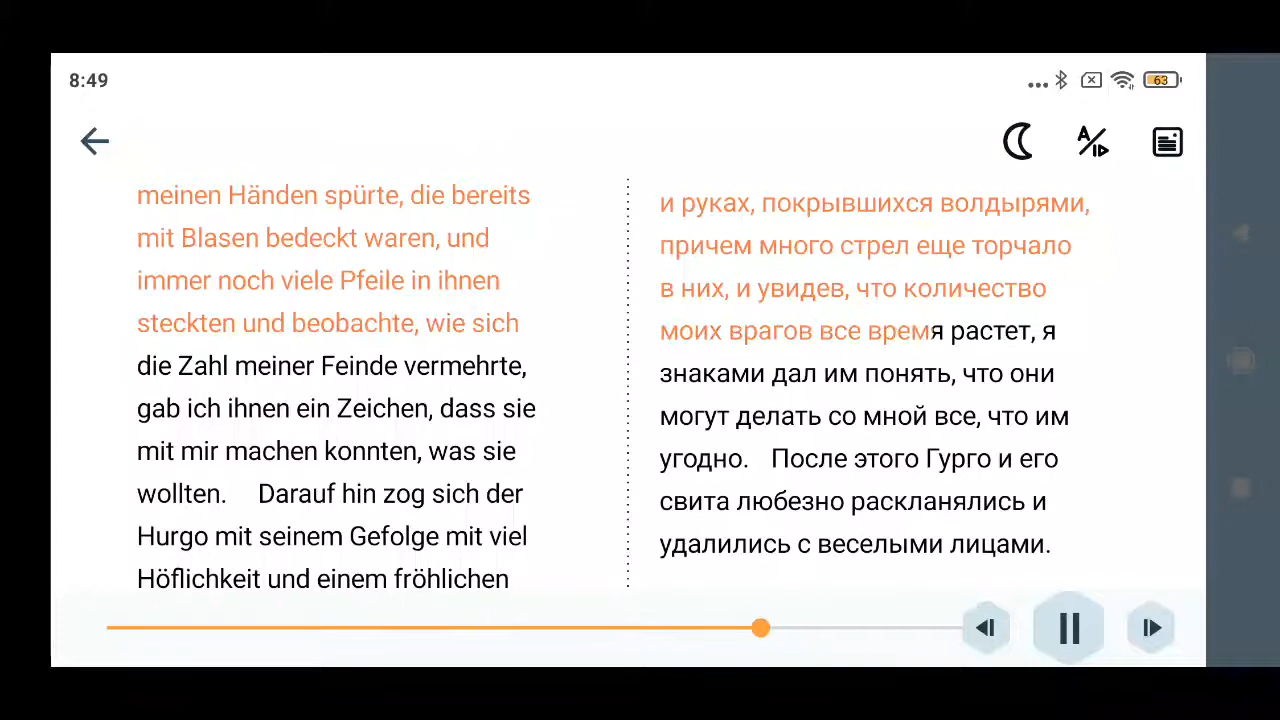 8:49
63
meinen Händen spürte, die bereits
mit Blasen bedeckt waren, und
immer noch viele Pfeile in ihnen
steckten und beobachte, wie sich
die Zahl meiner Feinde vermehrte,
gab ich ihnen ein Zeichen, dass sie
mit mir machen konnten, was sie
wollten. Darauf hin zog sich der
Hurgo mit seinem Gefolge mit viel
Höflichkeit und einem fröhlichen
и руках, покрывшихся волдырями,
причем много стрел еще торчало
в них, и увидев, что количество
моих врагов все время растет, я
знаками дал им понять, что они
могут делать со мной все, что им
угодно. После этого Гурго и его
свита любезно раскланялись и
удалились с веселыми лицами.